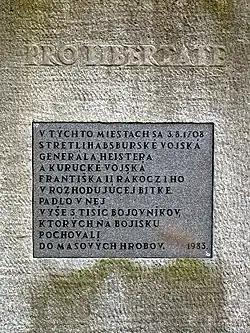 PRO LIBERTATE
V TÝCHTO MIESTACH SA 3.8.1708
STRETLI HABSBURSKÉ VOJSKÁ
GENERÁLA HEISTERA
A KURUCKÉ VOJSKÁ
FRANTIŠKA II RÁKOCZIHO
V ROZHODUJÚCEJ BITKE.
PADLO V NEJ
VYŠE 3 TISÍC BOJOVNÍKOV,
KTORÝCH NA BOJISKU
POCHOVALI
DO MASOVÝCH HROBOV. 1983.